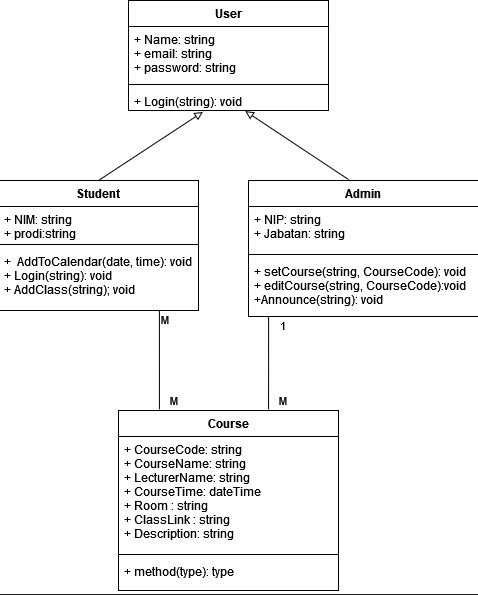 User
+ Name: string
+ email: string
+ password: string
+ Login(string): void
Student
+ NIM: string
+ prodi:string
+ AddToCalendar(date, time): void
+ Login(string): void
+ AddClass(string); void
Admin
+ NIP: string
+ Jabatan: string
+ setCourse(string, CourseCode): void
+ editCourse(string, CourseCode):void
+Announce(string): void
M
1
M
M
Course
+ CourseCode: string
+ CourseName: string
+ LecturerName: string
+ CourseTime: dateTime
+ Room : string
+ ClassLink : string
+ Description: string
+ method(type): type